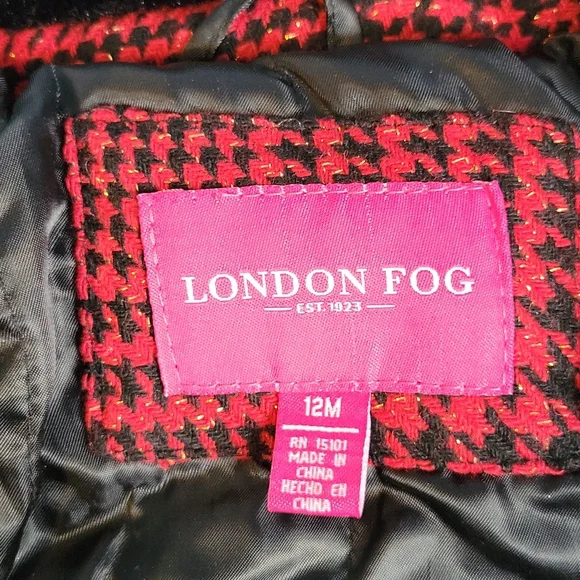 LONDON FOG
EST. 1923
12M
RN 15101
MADE IN
CHINA
HECHO EN
CHINA